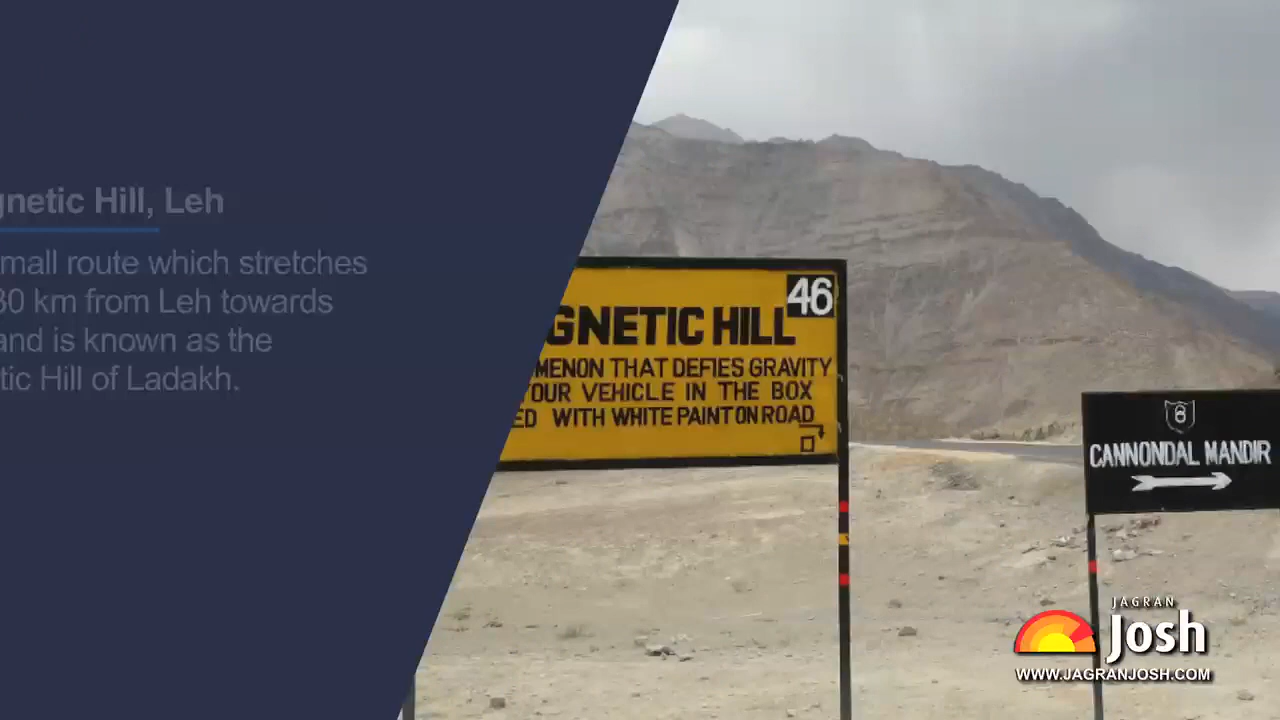 gnetic Hill, Leh
mall route which stretches
30 km from Leh towards
and is known as the
tic Hill of Ladakh.
46
GNETIC HILL
MENON THAT DEFIES GRAVITY
YOUR VEHICLE IN THE BOX
ED WITH WHITE PAINT ON ROAD
8
CANNONDAL MANDIR
JAGRAN
Josh
WWW.JAGRANJOSH.COM